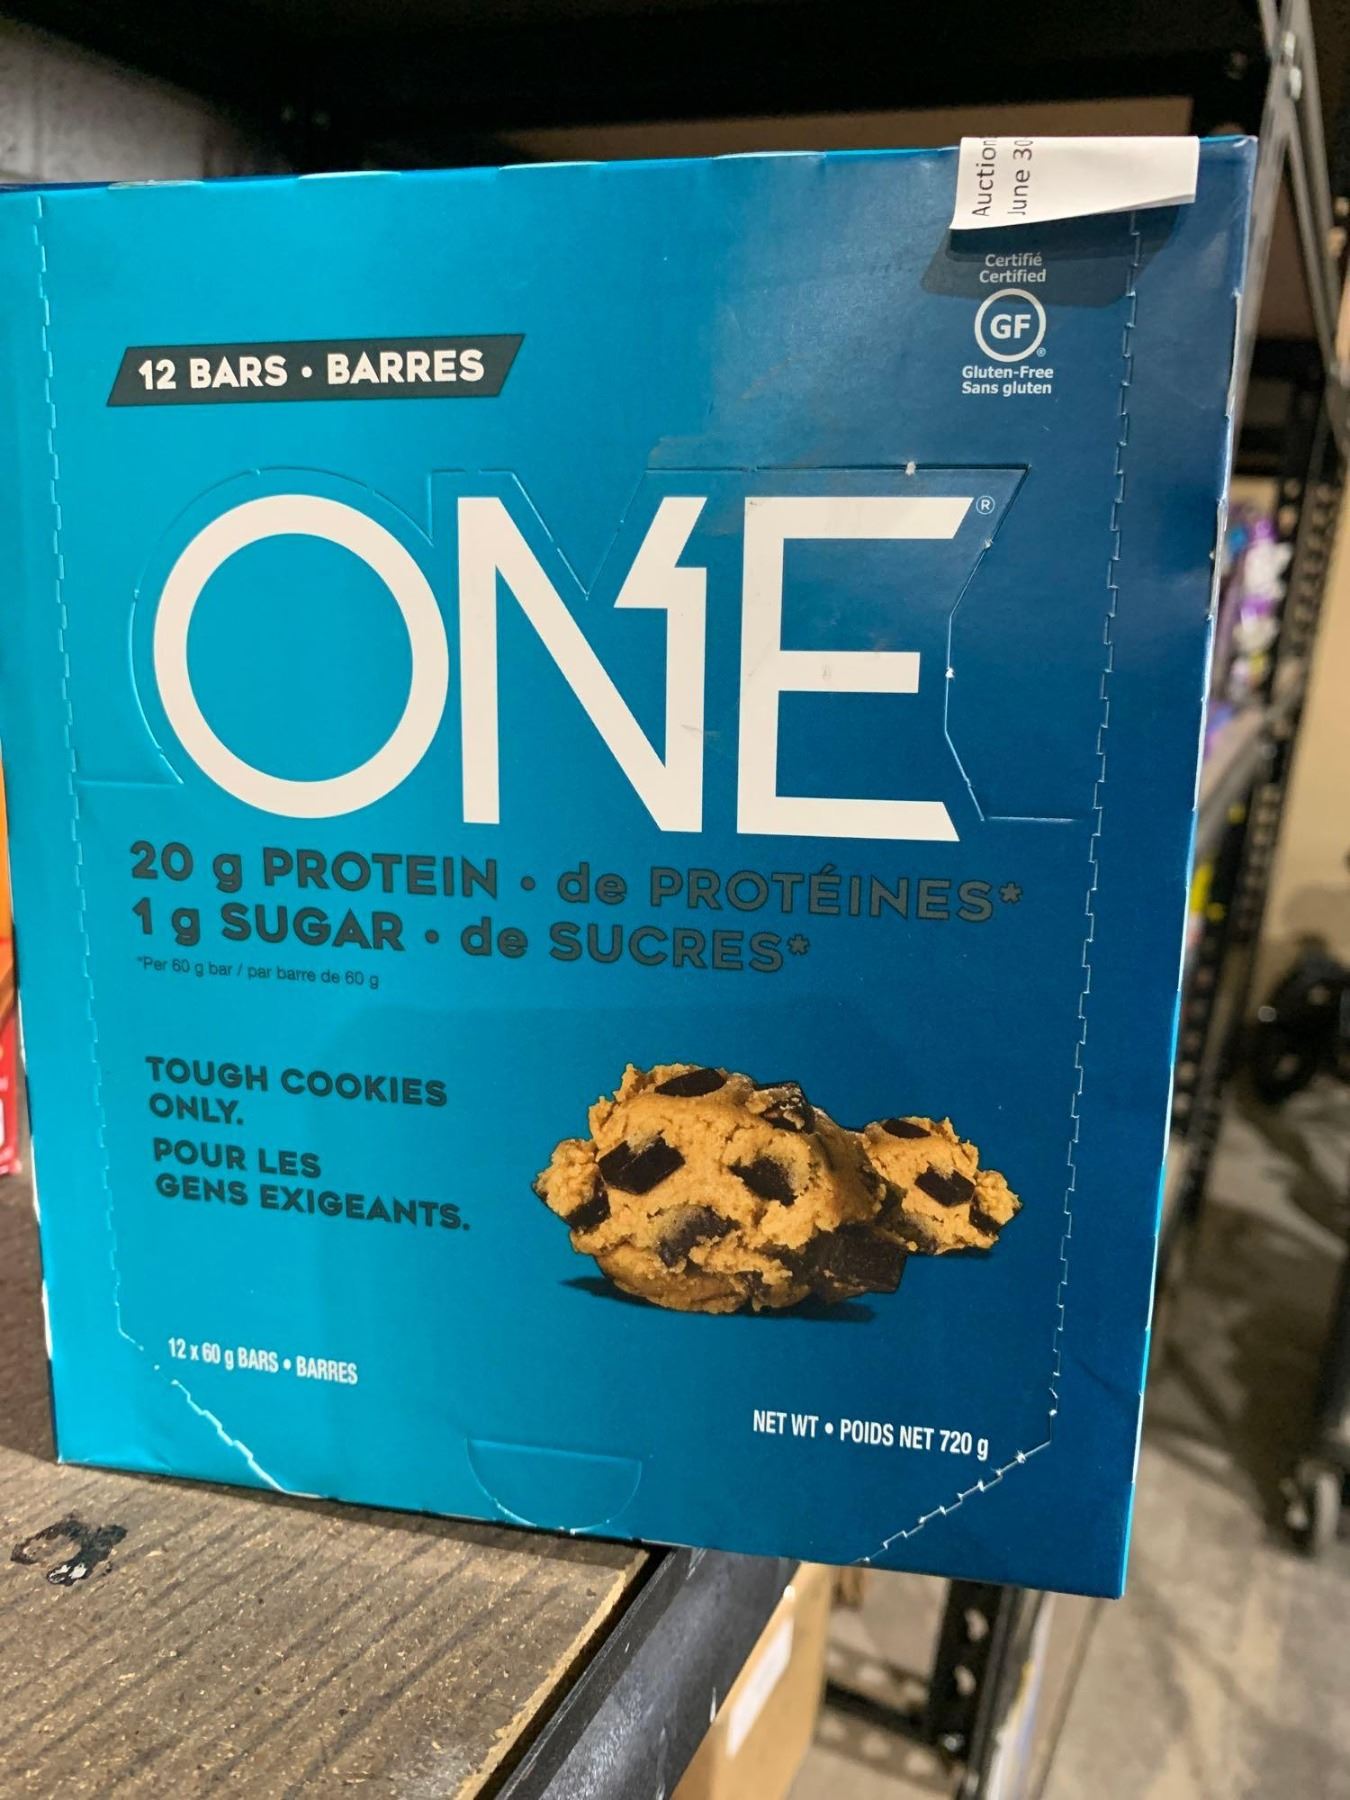 Auction
June 30
Certifié
Certified
GF
Gluten-Free
Sans gluten
12 BARS • BARRES
ONE®
20 g PROTEIN • de PROTÉINES*
1 g SUGAR • de SUCRES*
*Per 60 g bar / par barre de 60 g
TOUGH COOKIES
ONLY.
POUR LES
GENS EXIGEANTS.
12 x 60 g BARS • BARRES
NET WT • POIDS NET 720 g